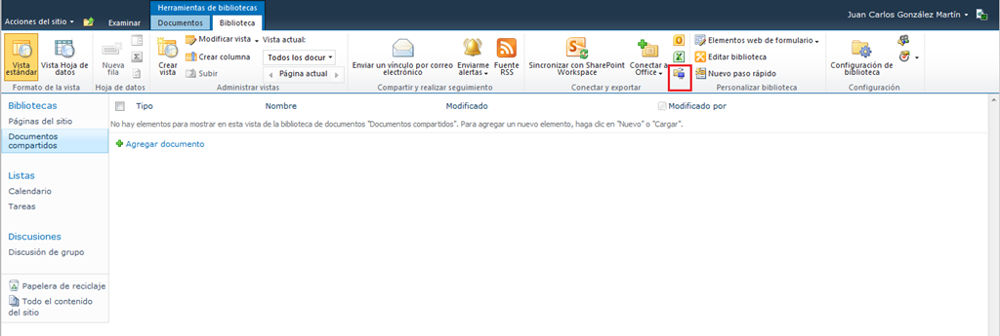 Herramientas de bibliotecas
Acciones del sitio
Examinar
Documentos
Biblioteca
Juan Carlos González Martín
Vista
estándar
Vista Hoja de
datos
Formato de la vista
Nueva
fila
Hoja de datos
Crear
vista
Modificar vista
Crear columna
Subir
Vista actual:
Todos los docur
Página actual
Administrar vistas
Enviar un vínculo por correo
electrónico
Enviarme
alertas
Fuente
RSS
Compartir y realizar seguimiento
Sincronizar con SharePoint
Workspace
Conectar a
Office
Conectar y exportar
Elementos web de formulario
Editar biblioteca
Nuevo paso rápido
Personalizar biblioteca
Configuración de
biblioteca
Configuración
Bibliotecas
Páginas del sitio
Documentos
compartidos
Listas
Calendario
Tareas
Discusiones
Discusión de grupo
Papelera de reciclaje
Todo el contenido
del sitio
Tipo
Nombre
Modificado
Modificado por
No hay elementos para mostrar en esta vista de la biblioteca de documentos "Documentos compartidos". Para agregar un nuevo elemento, haga clic en "Nuevo" o "Cargar".
Agregar documento